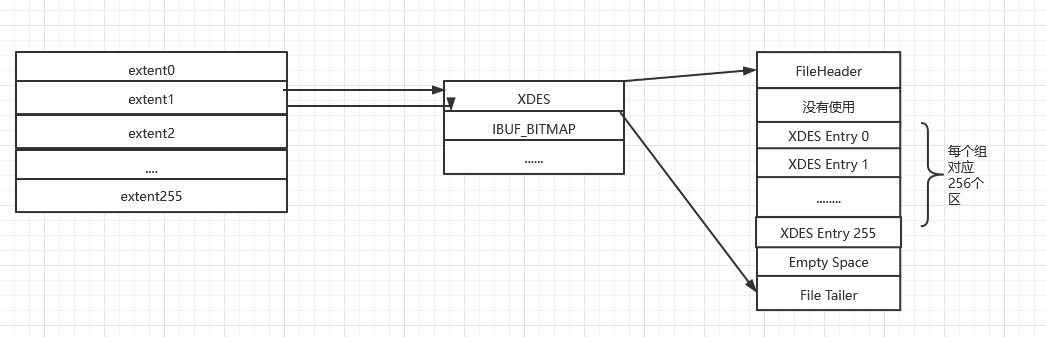 extent0
extent1
extent2
....
extent255
XDES
IBUF_BITMAP
......
FileHeader
没有使用
XDES Entry 0
XDES Entry 1
........
XDES Entry 255
Empty Space
File Tailer
每个组
对应
256个
区